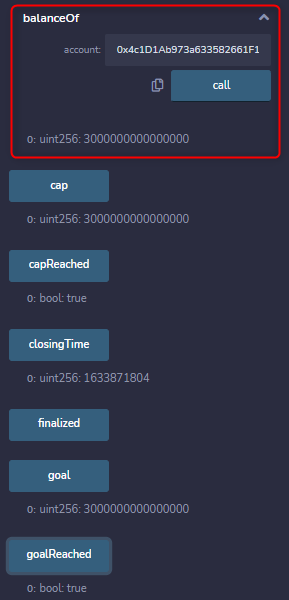 balanceOf
account: 0x4c1D1Ab973a633582661F1
call
0: uint256: 3000000000000000
cap
0: uint256: 3000000000000000
capReached
0: bool: true
closingTime
0: uint256: 1633871804
finalized
goal
0: uint256: 3000000000000000
goalReached
0: bool: true